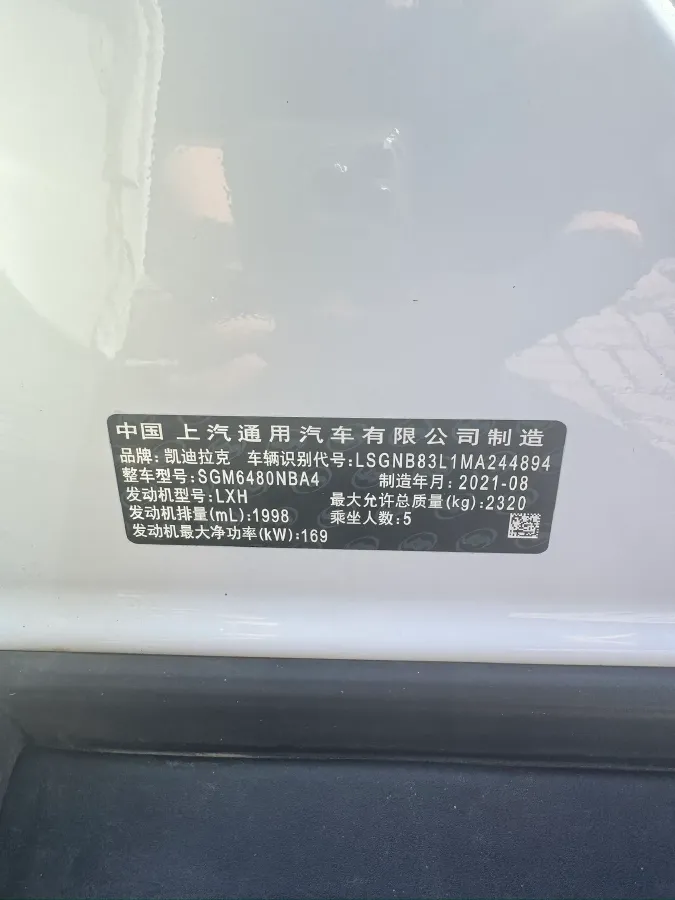 中国 上汽通用汽车有限公司制造
品牌:凯迪拉克 车辆识别代号:LSGNB83L1MA244894
整车型号:SGM6480NBA4 制造年月:2021-08
发动机型号:LXH 最大允许总质量(kg):2320
发动机排量(mL):1998 乘坐人数:5
发动机最大净功率(kW):169